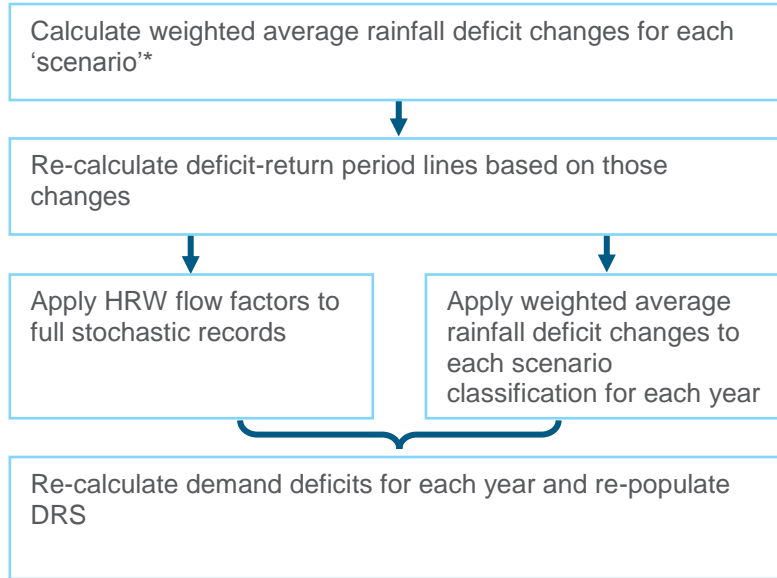 Calculate weighted average rainfall deficit changes for each
‘scenario’*
Re-calculate deficit-return period lines based on those
changes
Apply HRW flow factors to
full stochastic records
Apply weighted average
rainfall deficit changes to
each scenario
classification for each year
Re-calculate demand deficits for each year and re-populate
DRS